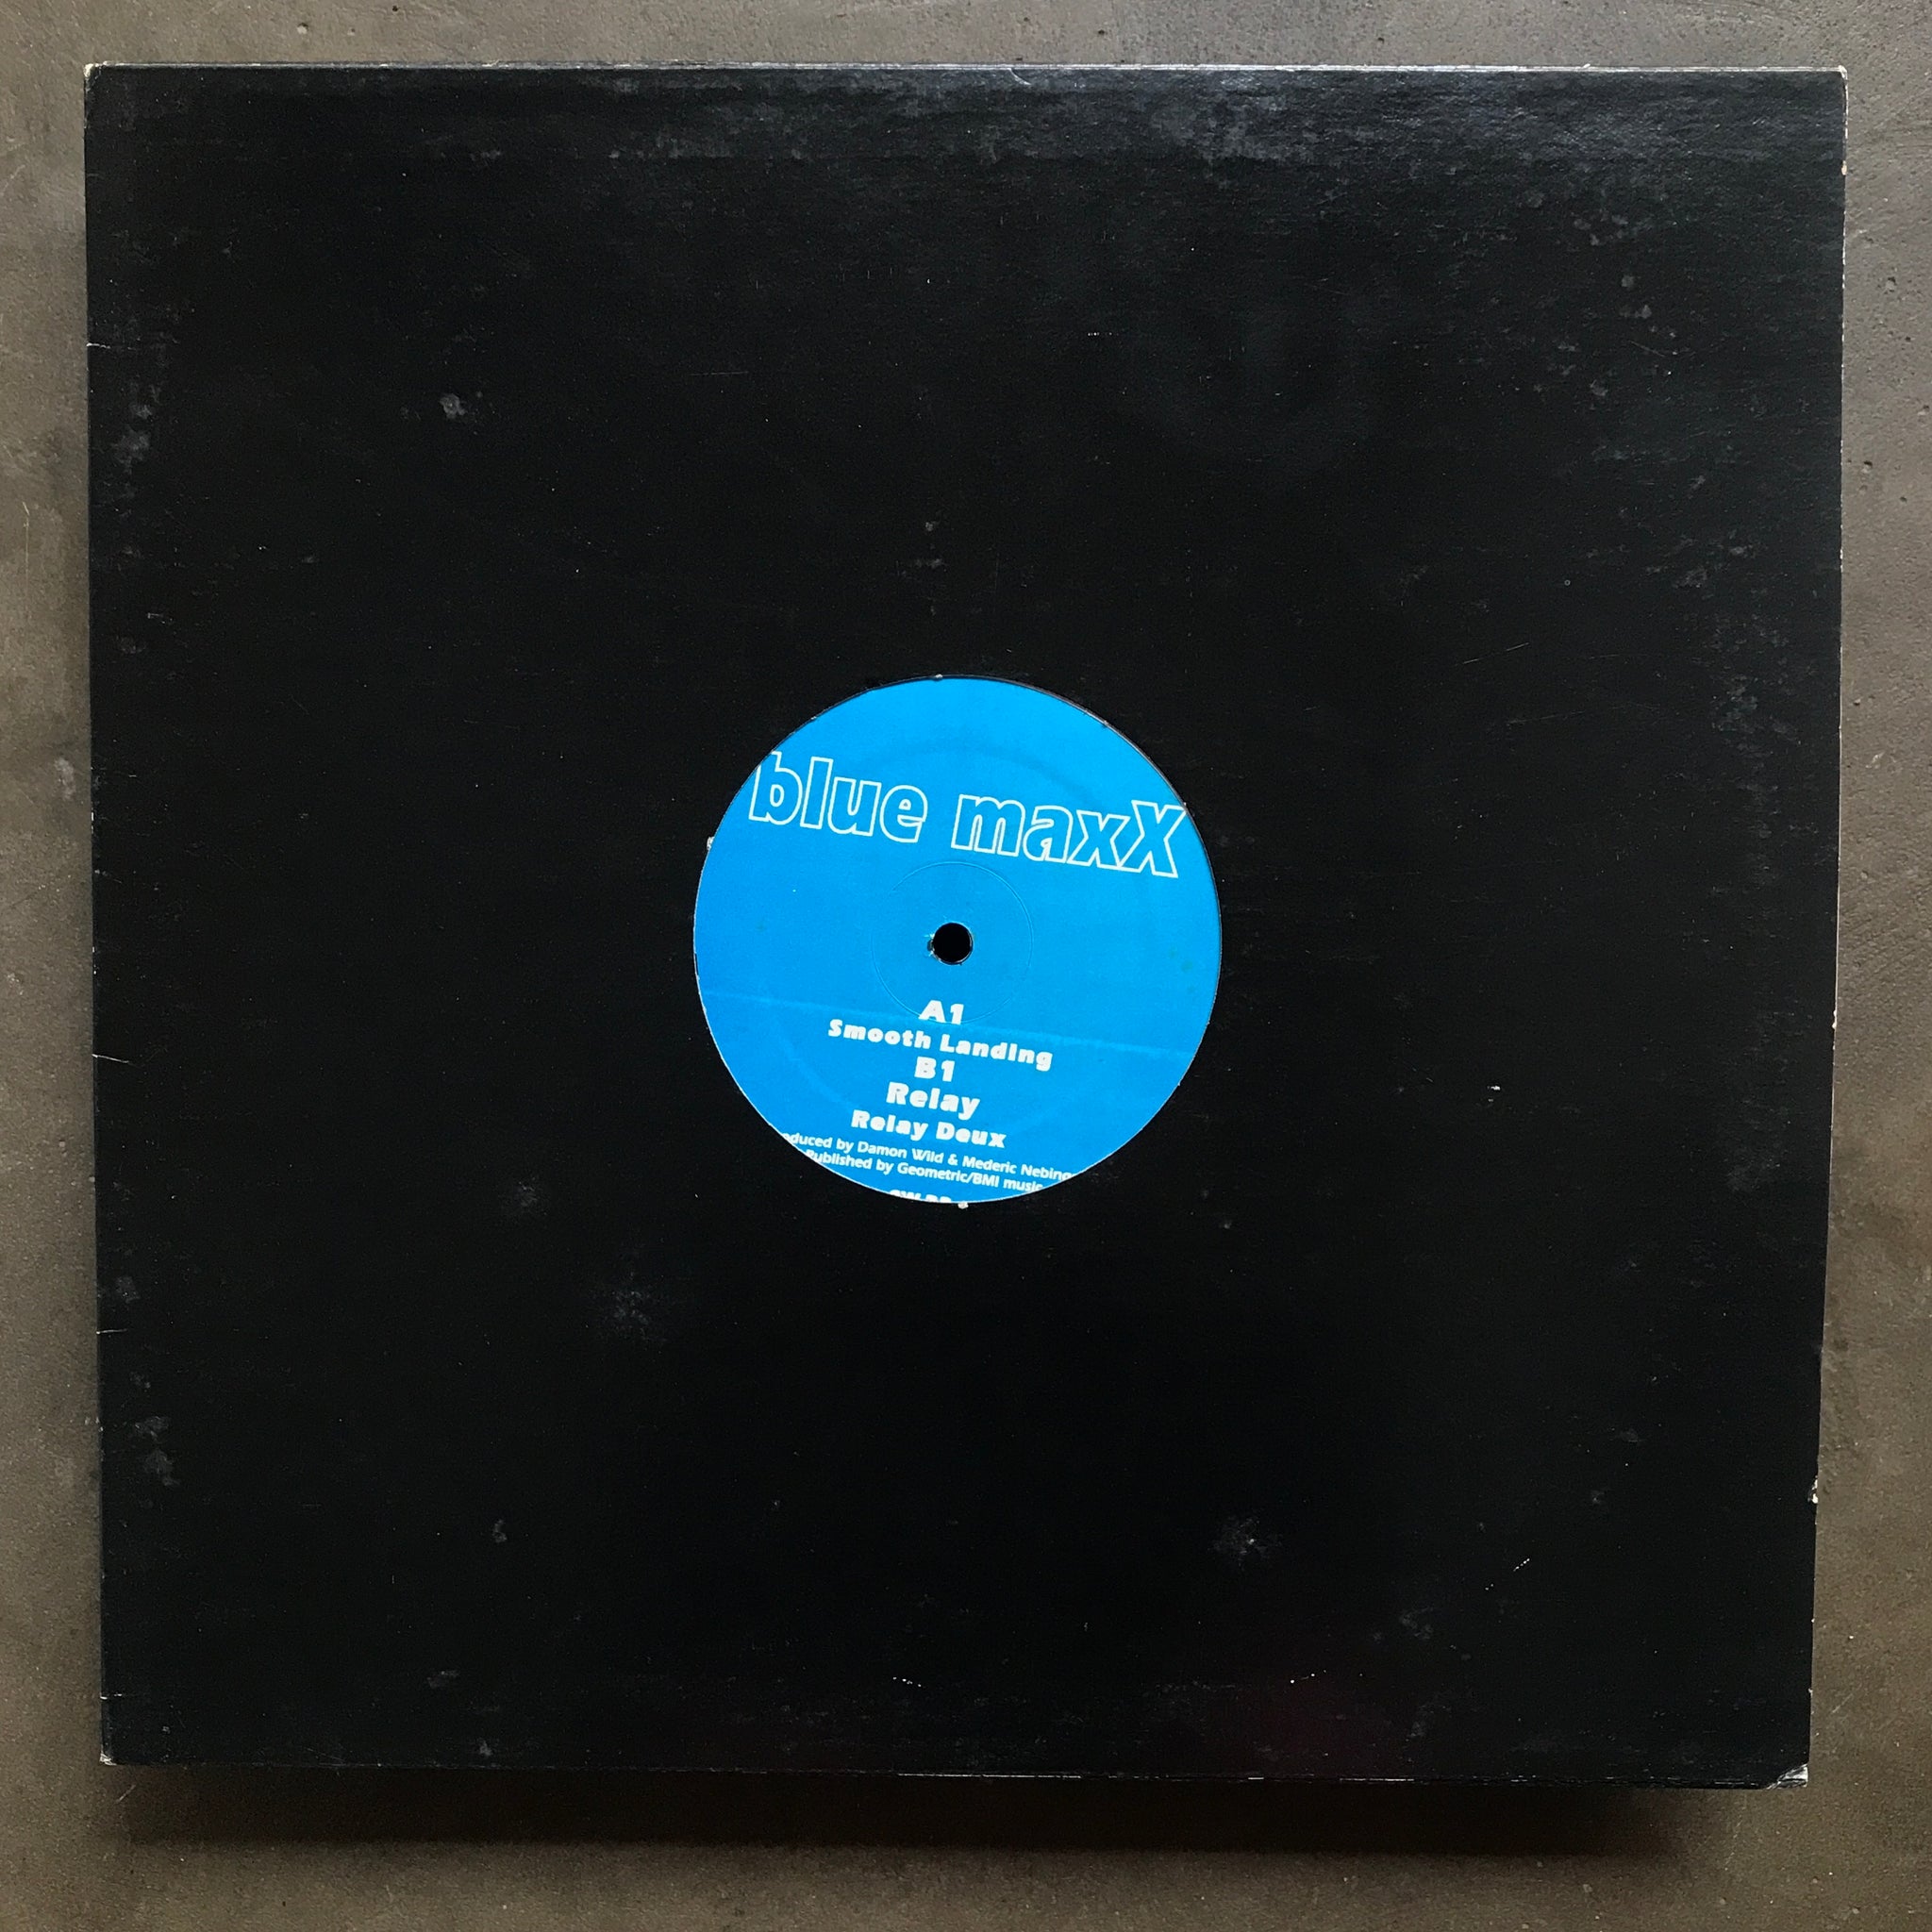 blue maxX
A1
Smooth Landing
B1
Relay
Relay Deux
oduced by Damon Wild & Mederic Nebing
Published by Geometric/BMI music